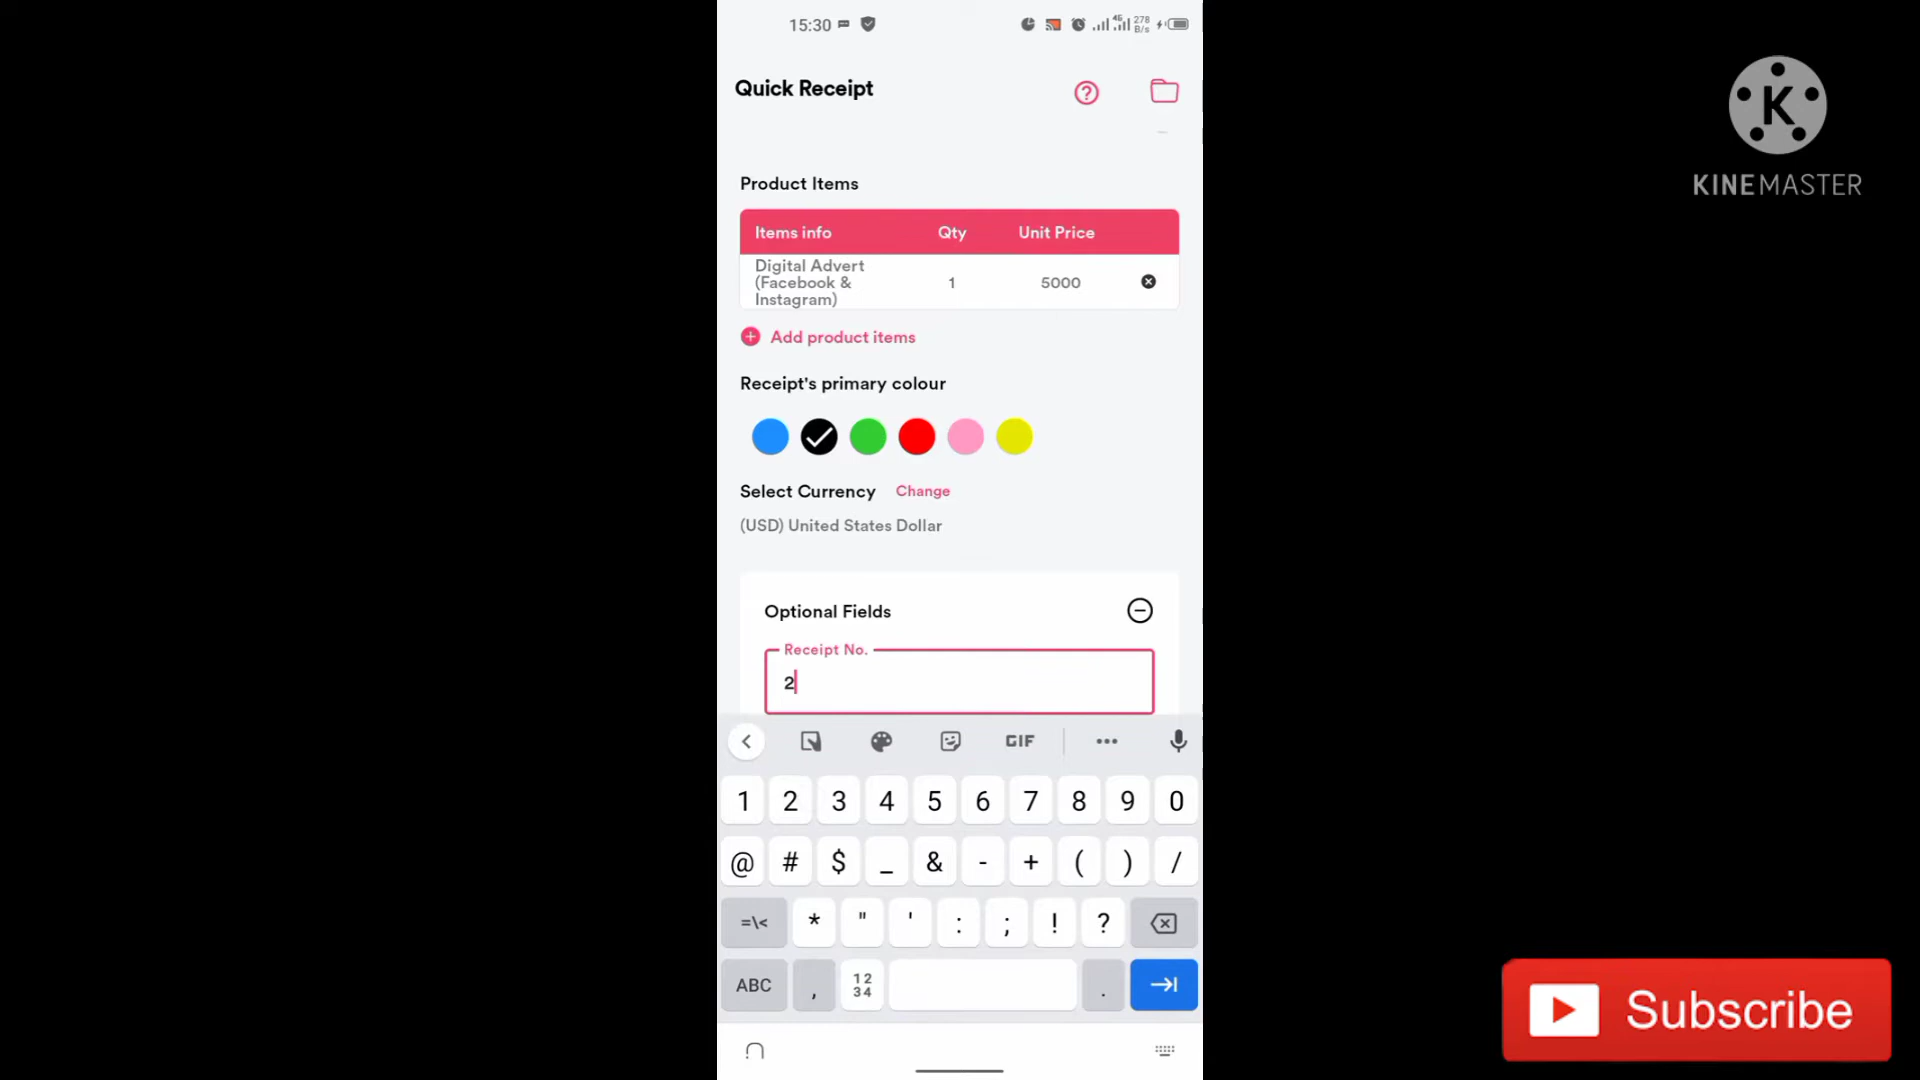 15:30
4G
278
B/s
Quick Receipt
?
Product Items
Items info Qty Unit Price
Digital Advert
(Facebook &
Instagram)
1 5000
Add product items
Receipt's primary colour
Select Currency Change
(USD) United States Dollar
Optional Fields
Receipt No.
2
GIF
1 2 3 4 5 6 7 8 9 0
@ # $ _ & - + ( ) /
=\< * " ' : ; ! ?
ABC , 12 .
34
K
KINEMASTER
Subscribe